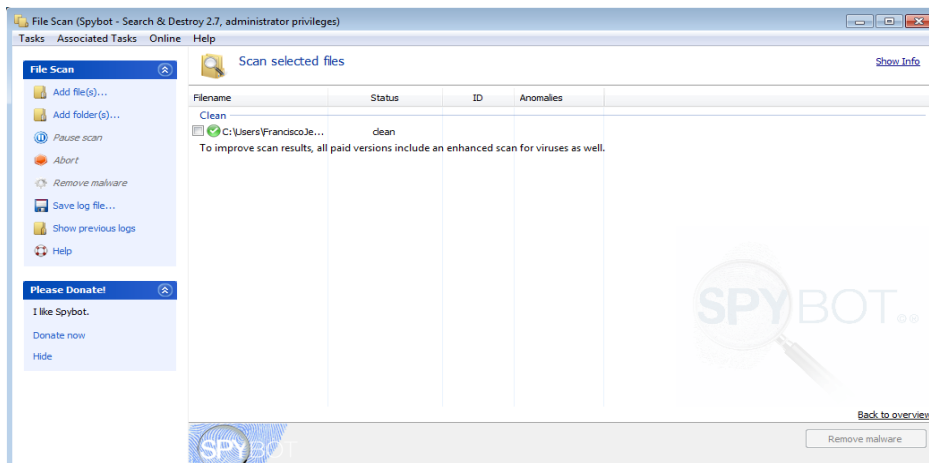 File Scan (Spybot - Search & Destroy 2.7, administrator privileges)
Tasks Associated Tasks Online Help
File Scan
Add file(s)...
Add folder(s)...
Pause scan
Abort
Remove malware
Save log file...
Show previous logs
Help
Please Donate!
I like Spybot.
Donate now
Hide
Scan selected files
Show Info
Filename Status ID Anomalies
Clean
C:\Users\FranciscoJe... clean
To improve scan results, all paid versions include an enhanced scan for viruses as well.
SPYBOT
Back to overview
SPYBOT
Remove malware